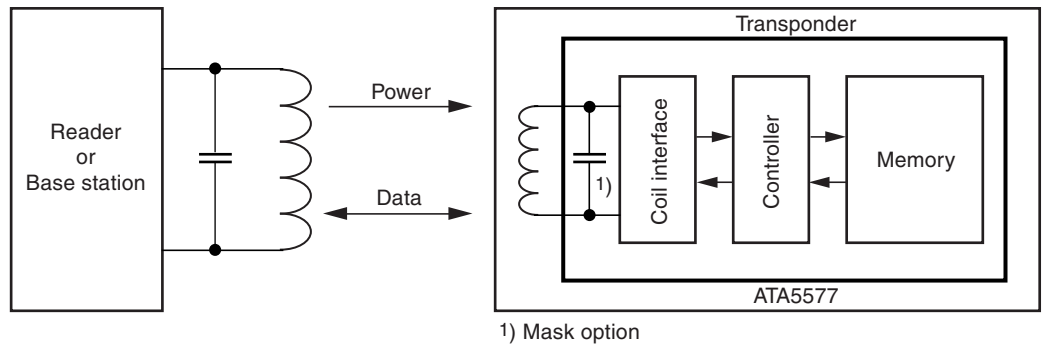 Reader
or
Base station
Power
Data
Transponder
1)
Coil interface
Controller
Memory
ATA5577
1) Mask option